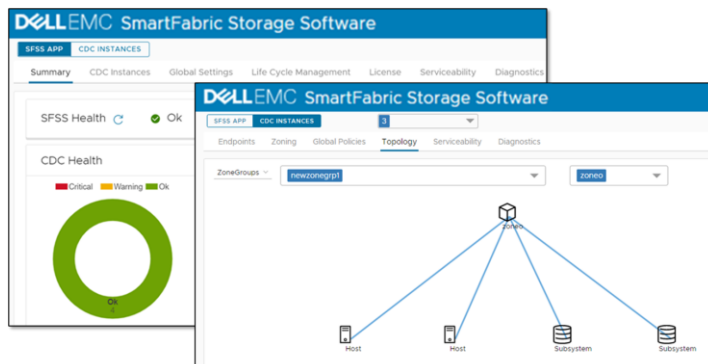 DELLEMC SmartFabric Storage Software
SFSS APP CDC INSTANCES
Summary CDC Instances Global Settings Life Cycle Management License Serviceability Diagnostics
SFSS Health Ok
CDC Health
Critical Warning Ok
Ok
4
DELLEMC SmartFabric Storage Software
SFSS APP CDC INSTANCES 3
Endpoints Zoning Global Policies Topology Serviceability Diagnostics
ZoneGroups newzonegrp1 zoneo
zoneo
Host Host Subsystem Subsystem